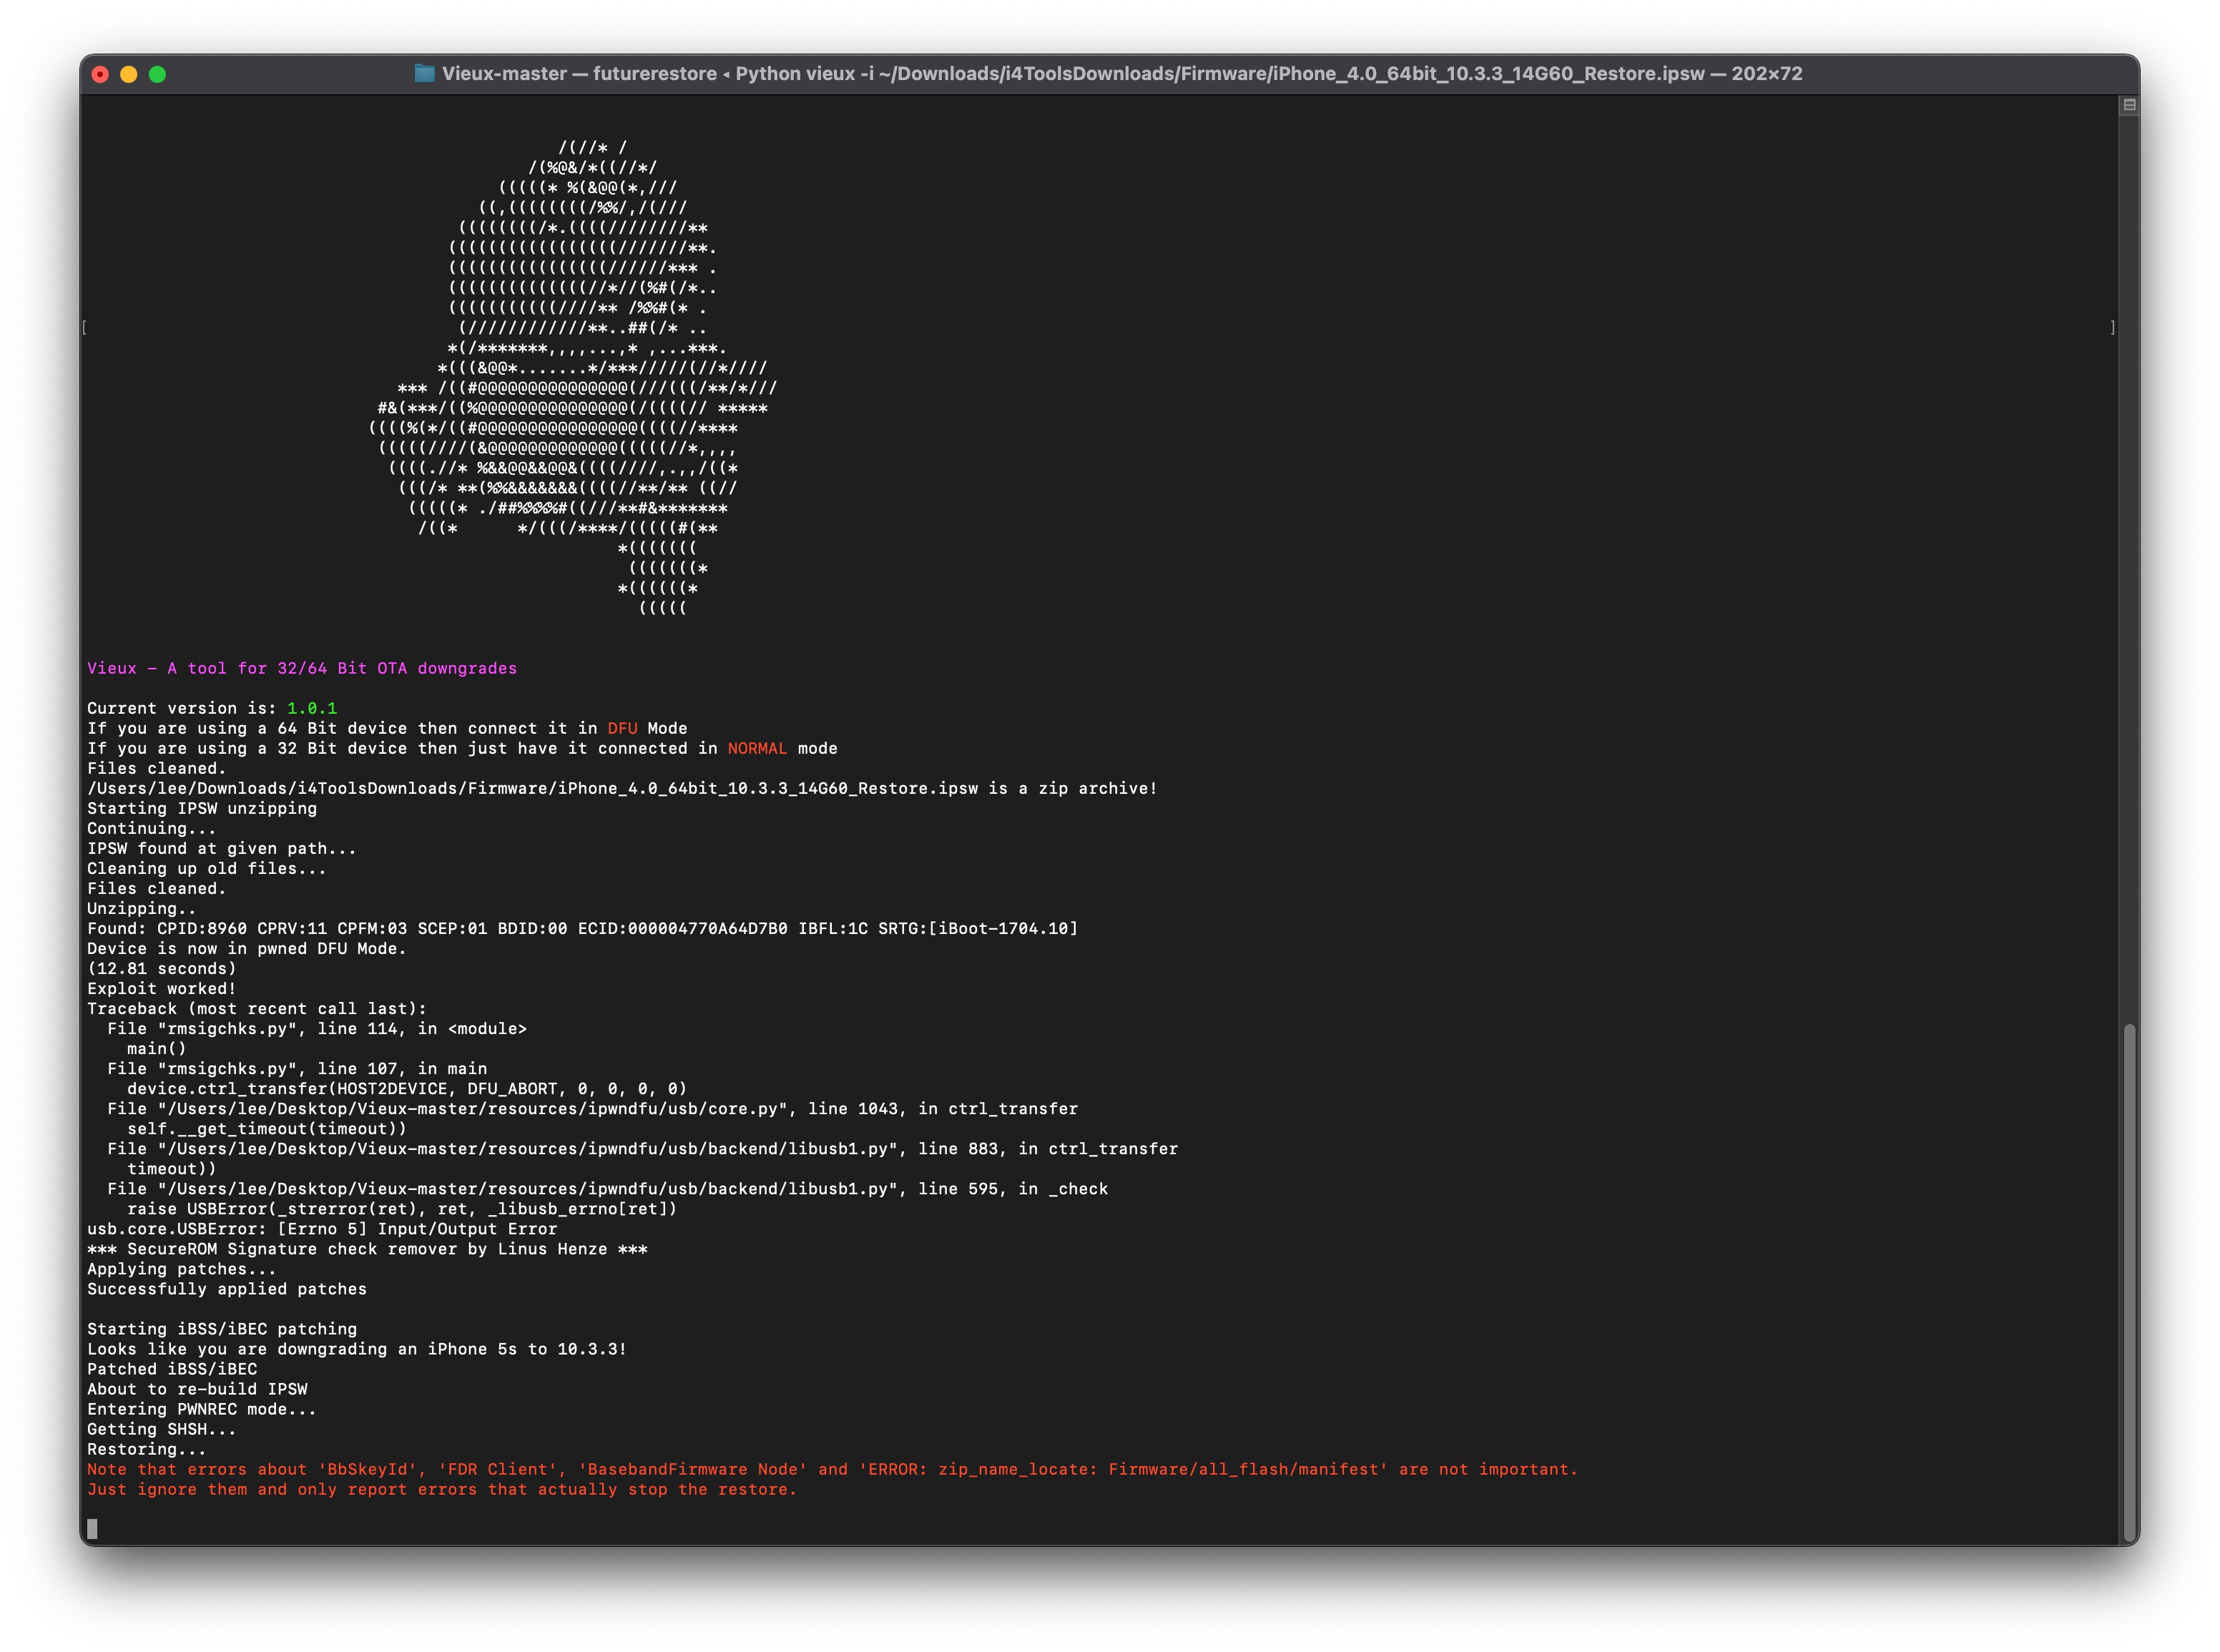 Vieux-master — futurerestore ◂ Python vieux -i ~/Downloads/i4ToolsDownloads/Firmware/iPhone_4.0_64bit_10.3.3_14G60_Restore.ipsw — 202×72
Vieux – A tool for 32/64 Bit OTA downgrades
Current version is: 1.0.1
If you are using a 64 Bit device then connect it in DFU Mode
If you are using a 32 Bit device then just have it connected in NORMAL mode
Files cleaned.
/Users/lee/Downloads/i4ToolsDownloads/Firmware/iPhone_4.0_64bit_10.3.3_14G60_Restore.ipsw is a zip archive!
Starting IPSW unzipping
Continuing...
IPSW found at given path...
Cleaning up old files...
Files cleaned.
Unzipping..
Found: CPID:8960 CPRV:11 CPFM:03 SCEP:01 BDID:00 ECID:000004770A64D7B0 IBFL:1C SRTG:[iBoot-1704.10]
Device is now in pwned DFU Mode.
(12.81 seconds)
Exploit worked!
Traceback (most recent call last):
  File "rmsigchks.py", line 114, in <module>
    main()
  File "rmsigchks.py", line 107, in main
    device.ctrl_transfer(HOST2DEVICE, DFU_ABORT, 0, 0, 0, 0)
  File "/Users/lee/Desktop/Vieux-master/resources/ipwndfu/usb/core.py", line 1043, in ctrl_transfer
    self.__get_timeout(timeout))
  File "/Users/lee/Desktop/Vieux-master/resources/ipwndfu/usb/backend/libusb1.py", line 883, in ctrl_transfer
    timeout))
  File "/Users/lee/Desktop/Vieux-master/resources/ipwndfu/usb/backend/libusb1.py", line 595, in _check
    raise USBError(_strerror(ret), ret, _libusb_errno[ret])
usb.core.USBError: [Errno 5] Input/Output Error
*** SecureROM Signature check remover by Linus Henze ***
Applying patches...
Successfully applied patches
Starting iBSS/iBEC patching
Looks like you are downgrading an iPhone 5s to 10.3.3!
Patched iBSS/iBEC
About to re-build IPSW
Entering PWNREC mode...
Getting SHSH...
Restoring...
Note that errors about 'BbSkeyId', 'FDR Client', 'BasebandFirmware Node' and 'ERROR: zip_name_locate: Firmware/all_flash/manifest' are not important.
Just ignore them and only report errors that actually stop the restore.